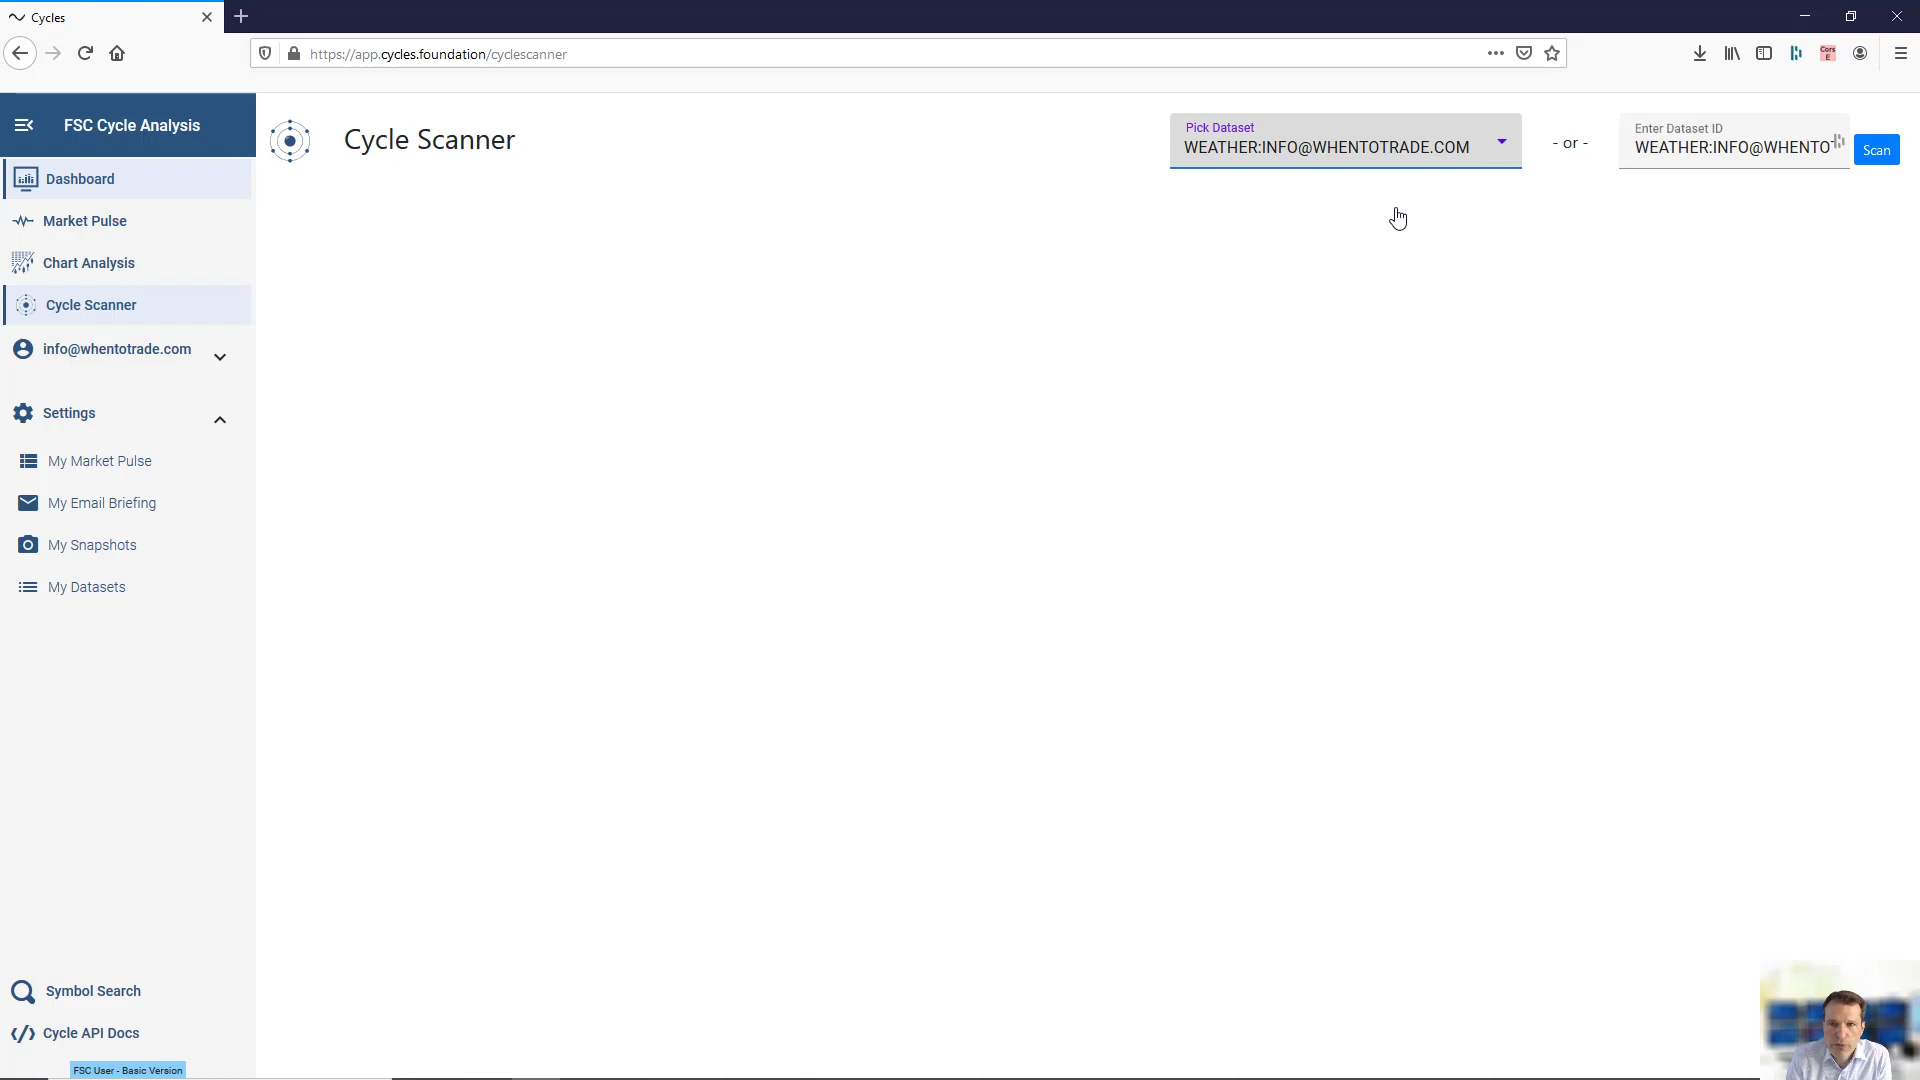 Cycles
https://app.cycles.foundation/cyclescanner
Cors
E
FSC Cycle Analysis
Cycle Scanner
Pick Dataset
WEATHER:INFO@WHENTOTRADE.COM
- or -
Enter Dataset ID
WEATHER:INFO@WHENTOT
Scan
Dashboard
Market Pulse
Chart Analysis
Cycle Scanner
info@whentotrade.com
Settings
My Market Pulse
My Email Briefing
My Snapshots
My Datasets
Symbol Search
Cycle API Docs
FSC User - Basic Version